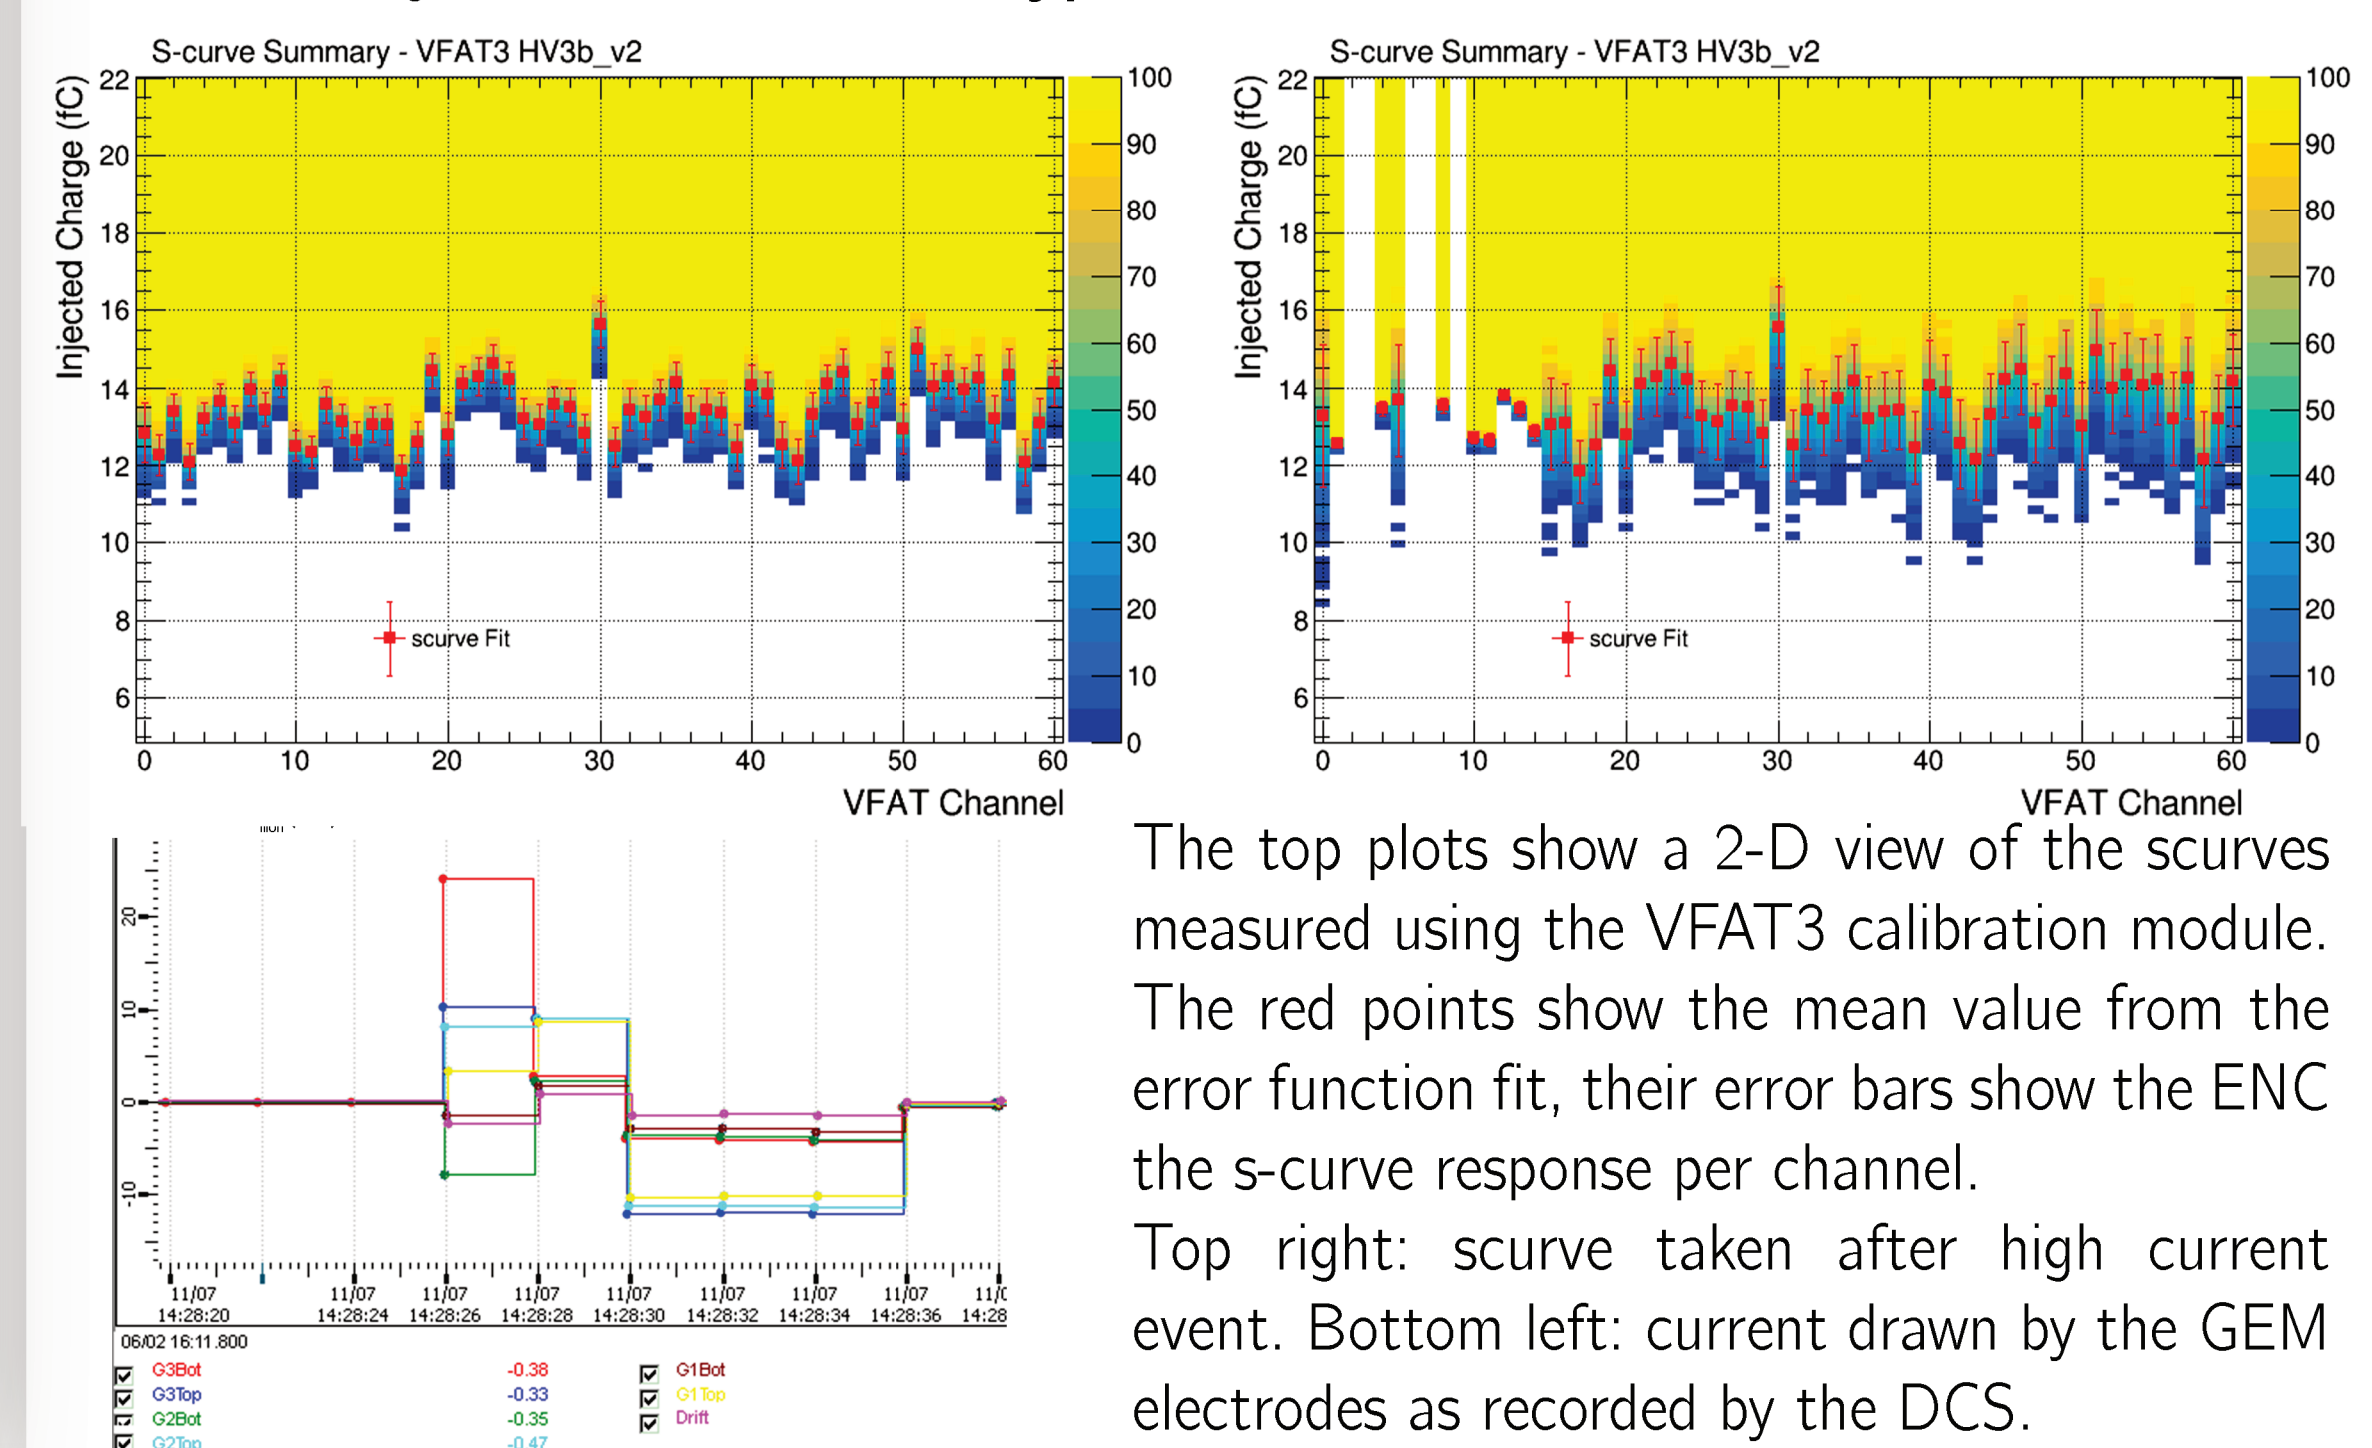 S-curve Summary - VFAT3 HV3b_v2
Injected Charge (fC)
22
20
18
16
14
12
10
8
6
scurve Fit
0 10 20 30 40 50 60
VFAT Channel
100
90
80
70
60
50
40
30
20
10
0
S-curve Summary - VFAT3 HV3b_v2
Injected Charge (fC)
22
20
18
16
14
12
10
8
6
scurve Fit
0 10 20 30 40 50 60
VFAT Channel
100
90
80
70
60
50
40
30
20
10
0
20
10
0
-10
11/07 11/07 11/07 11/07 11/07 11/07 11/07 11/07
14:28:20 14:28:24 14:28:26 14:28:28 14:28:30 14:28:32 14:28:34 14:28:36 14:28
06/02 16:11.800
G3Bot -0.38 G1Bot
G3Top -0.33 G1Top
G2Bot -0.35 Drift
G2Top -0.47
The top plots show a 2-D view of the scurves
measured using the VFAT3 calibration module.
The red points show the mean value from the
error function fit, their error bars show the ENC
the s-curve response per channel.
Top right: scurve taken after high current
event. Bottom left: current drawn by the GEM
electrodes as recorded by the DCS.